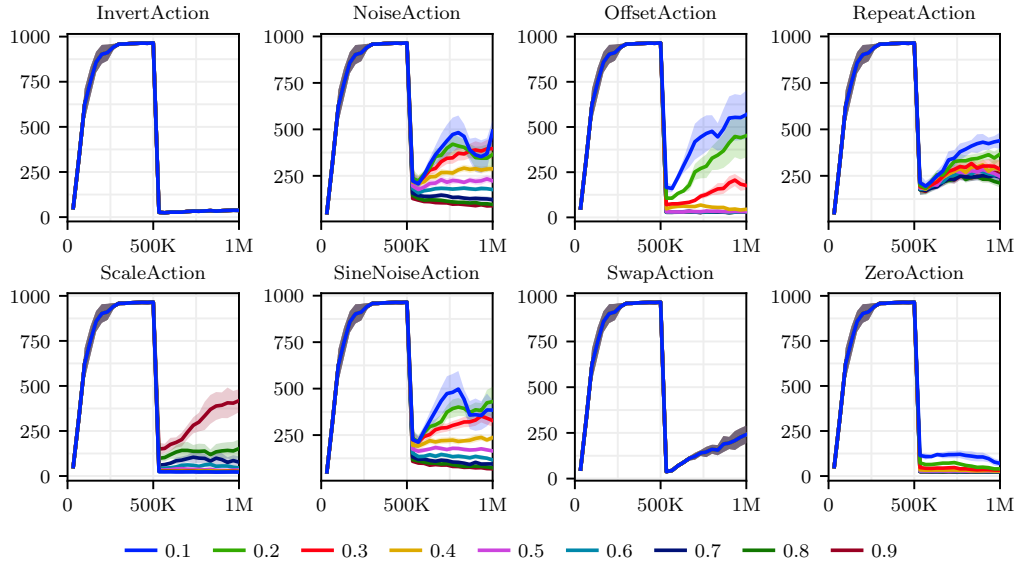 InvertAction NoiseAction OffsetAction RepeatAction
1000 1000 1000 1000
750 750 750 750
500 500 500 500
250 250 250 250
0 0 0 0
0 500K 1M 0 500K 1M 0 500K 1M 0 500K 1M
ScaleAction SineNoiseAction SwapAction ZeroAction
1000 1000 1000 1000
750 750 750 750
500 500 500 500
250 250 250 250
0 0 0
0 500K 1M 0 500K 1M 0 500K 1M 0 500K 1M
0.1 0.2 0.3 0.4 0.5 0.6 0.7 0.8 0.9